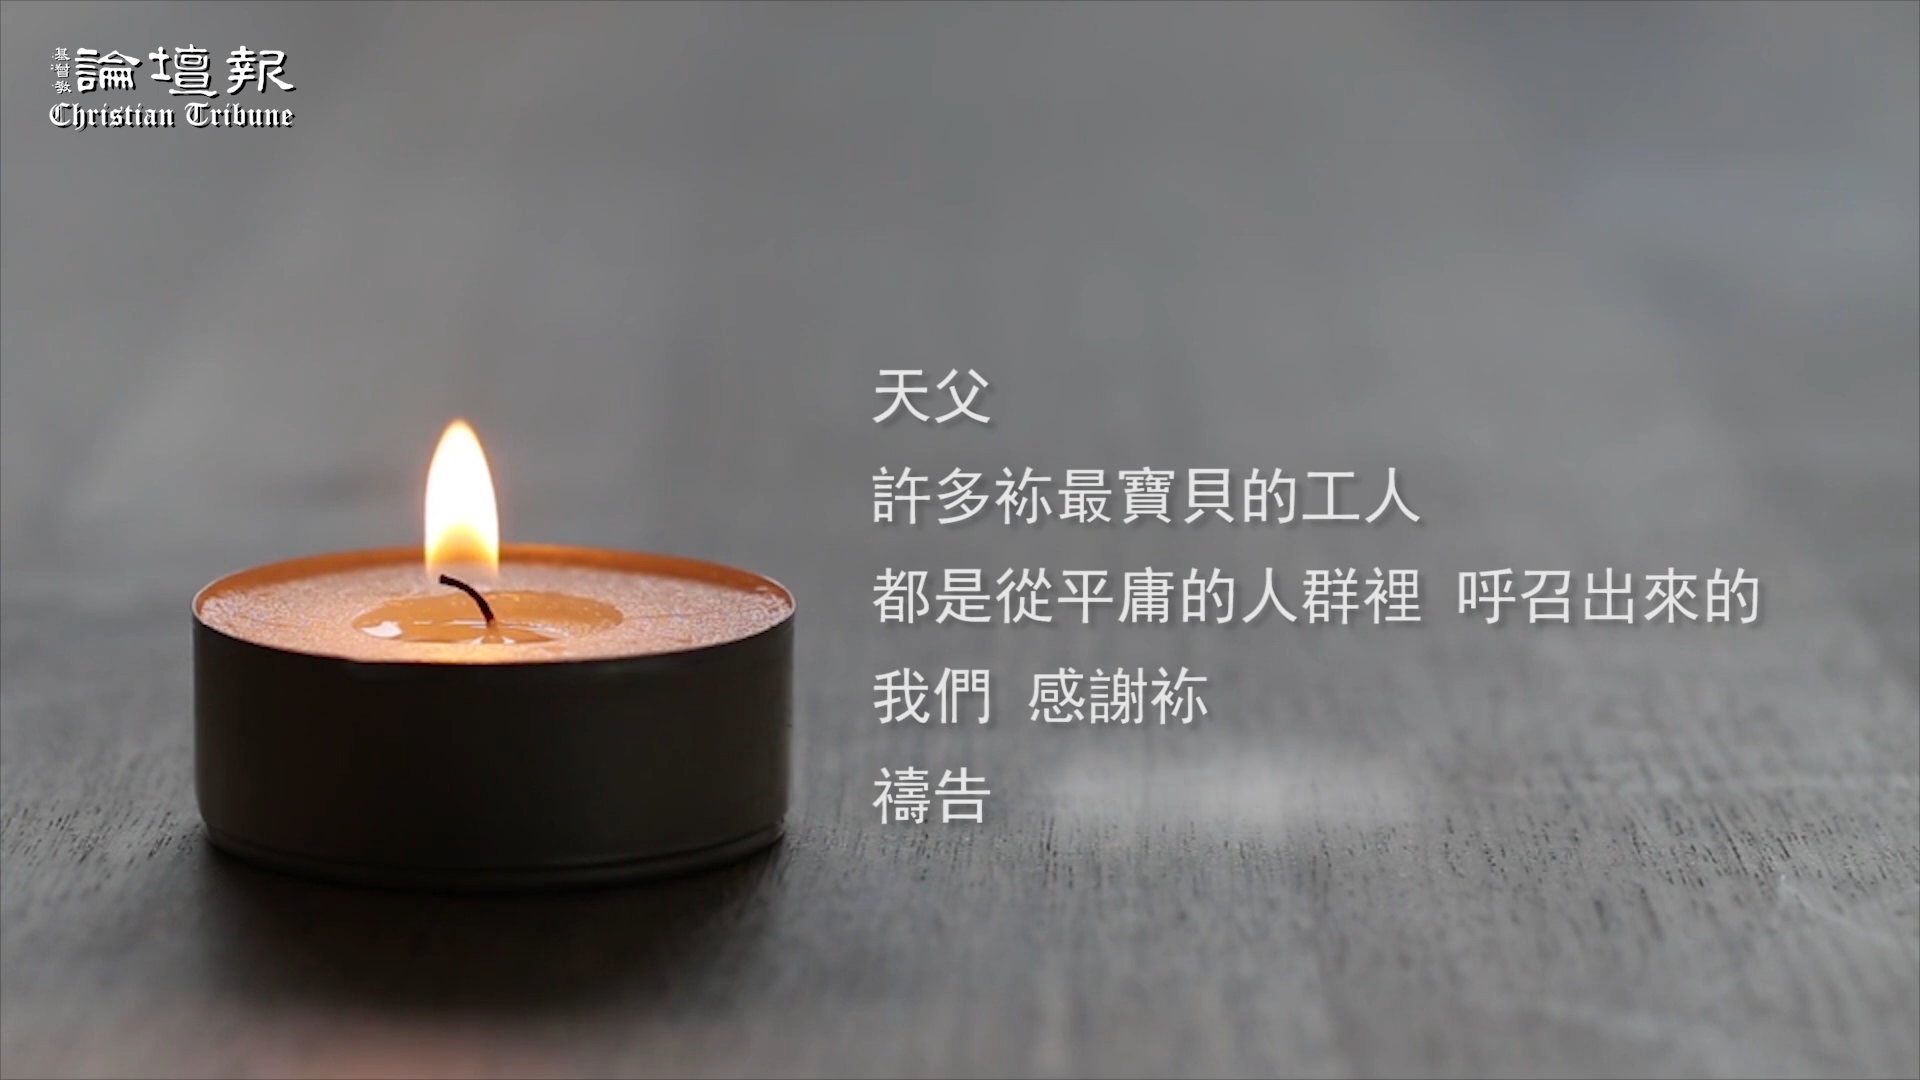 基督教論壇報
Christian Tribune
天父
許多祢最寶貝的工人
都是從平庸的人群裡 呼召出來的
我們 感謝祢
禱告